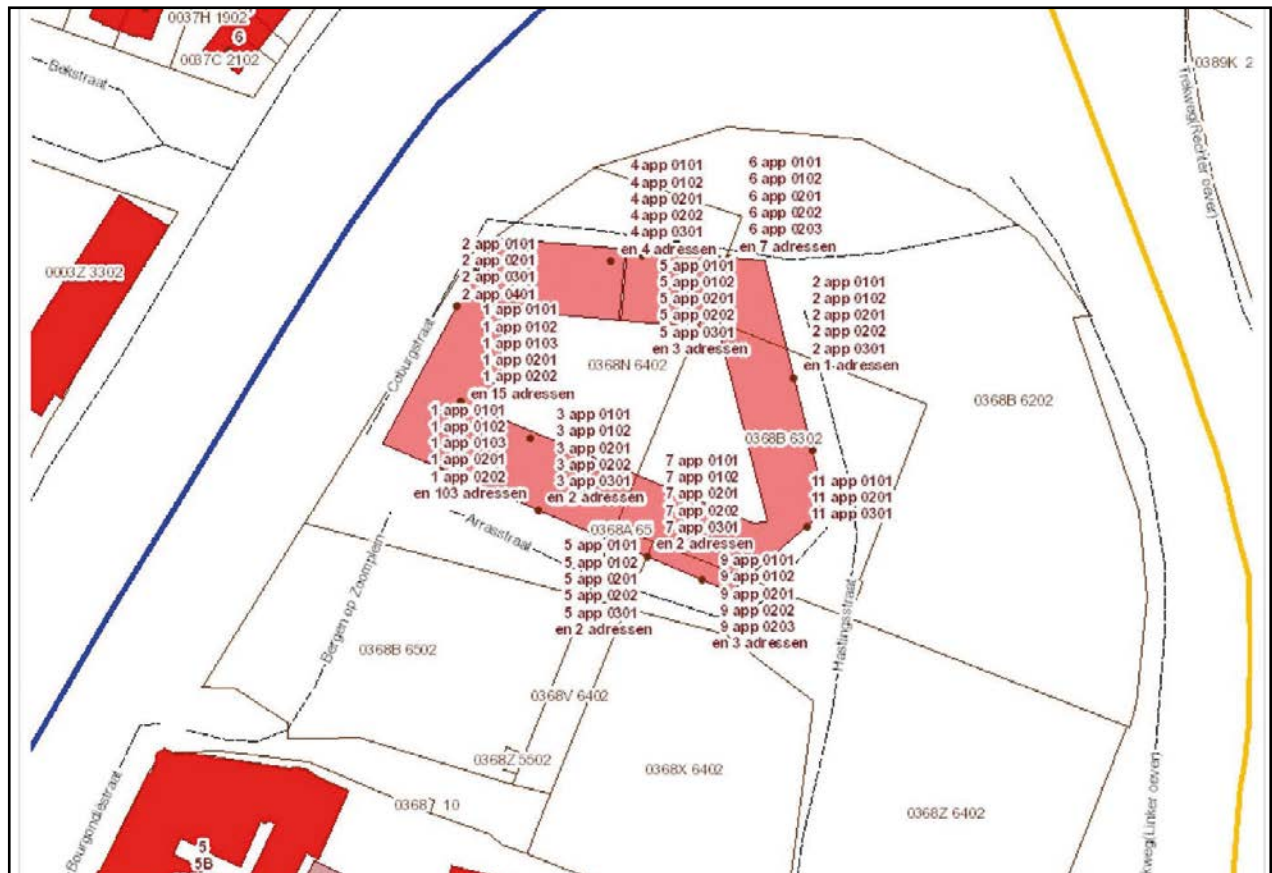 0037H 1902
6
0037C 2102
Bekstraat
0389K 2
Trekweg(Rechter oever)
4 app 0101
4 app 0102
4 app 0201
4 app 0202
4 app 0301
en 4 adressen
6 app 0101
6 app 0102
6 app 0201
6 app 0202
6 app 0203
en 7 adressen
0003Z 3302
2 app 0101
2 app 0201
2 app 0301
2 app 0401
5 app 0101
5 app 0102
5 app 0201
5 app 0202
5 app 0301
en 3 adressen
2 app 0101
2 app 0102
2 app 0201
2 app 0202
2 app 0301
en 1 adressen
1 app 0101
1 app 0102
1 app 0103
1 app 0201
1 app 0202
en 15 adressen
Coburgstraat
0368N 6402
0368B 6202
1 app 0101
1 app 0102
1 app 0103
1 app 0201
1 app 0202
en 103 adressen
3 app 0101
3 app 0102
3 app 0201
3 app 0202
3 app 0301
en 2 adressen
0368B 6302
7 app 0101
7 app 0102
7 app 0201
7 app 0202
7 app 0301
en 2 adressen
11 app 0101
11 app 0201
11 app 0301
Arrasstraat
0368A 65
5 app 0101
5 app 0102
5 app 0201
5 app 0202
5 app 0301
en 2 adressen
9 app 0101
9 app 0102
9 app 0201
9 app 0202
9 app 0203
en 3 adressen
Bergen op Zoomplein
Hastingsstraat
0368B 6502
0368V 6402
0368Z 5502
0368X 6402
0368Z 6402
10
Bourgondiestraat
kweg(Linker oever)
5
5B